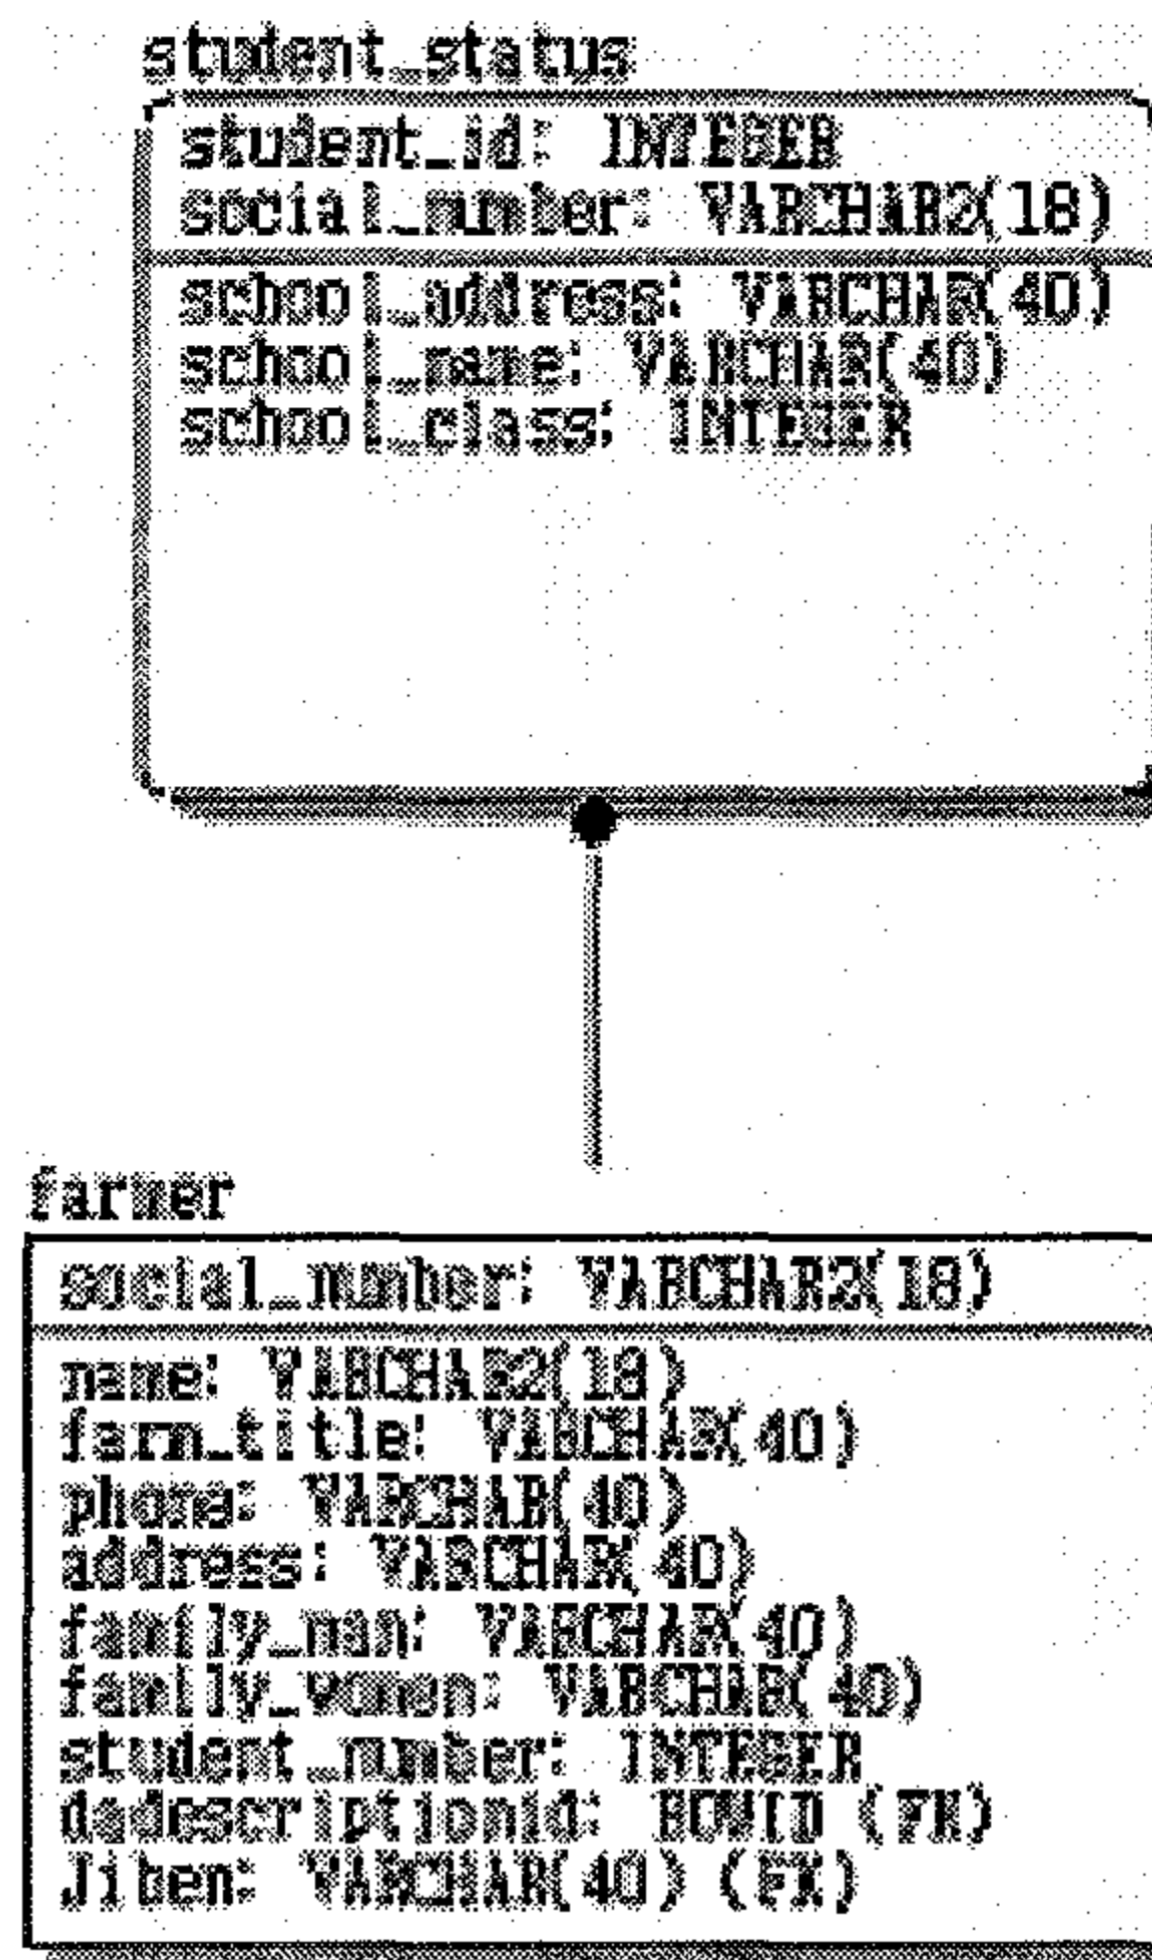 student_status
student_id: INTEGER
social_number: VARCHAR2(18)
school_address: VARCHAR(40)
school_name: VARCHAR(40)
school_class: INTEGER
farmer
social_number: VARCHAR2(18)
name: VARCHAR2(18)
farm_title: VARCHAR(40)
phone: VARCHAR(40)
address: VARCHAR(40)
family_man: VARCHAR(40)
family_women: VARCHAR(40)
student_number: INTEGER
dadescriptionid: ROWID (FK)
Jiten: VARCHAR(40) (FK)